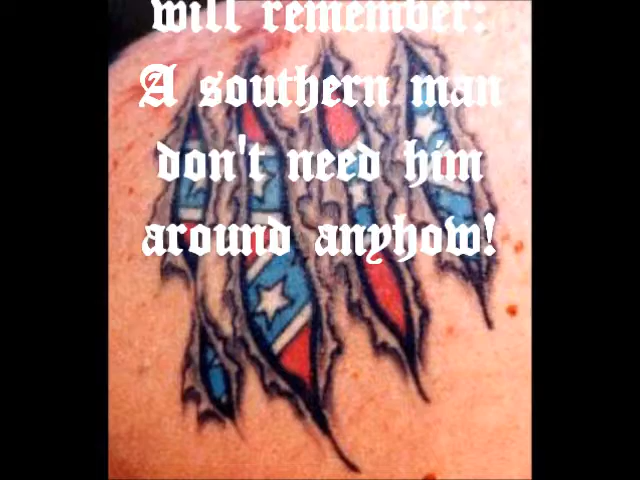 will remember:
A southern man
don't need him
around anyhow!